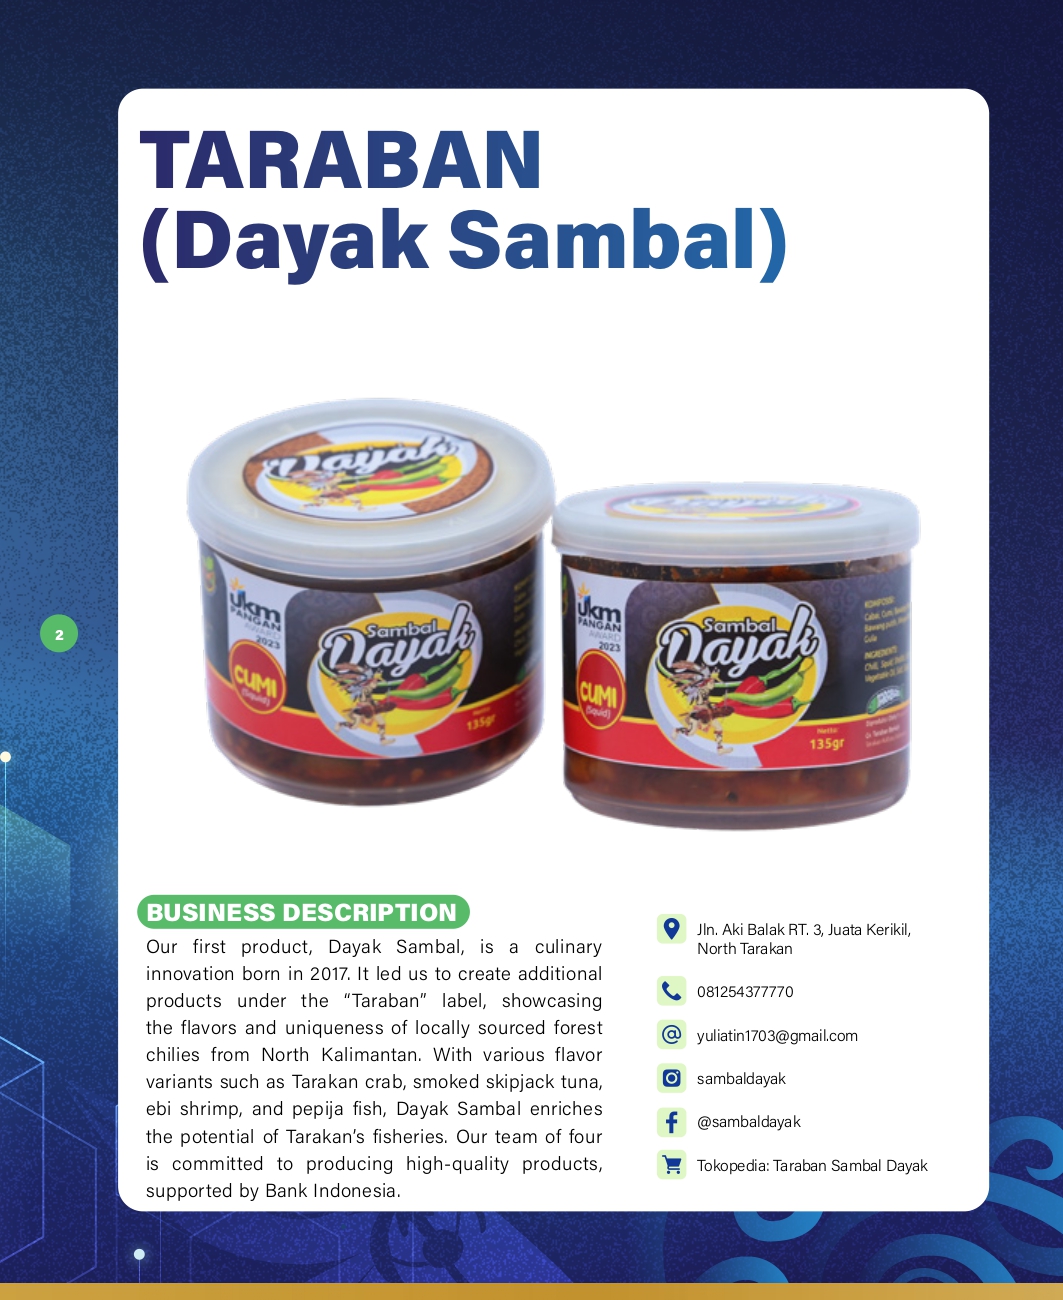 TARABAN
(Dayak Sambal)
Dayak
ukm
PANGAN
AWARD
2023
CUMI
(Squid)
Sambal
Dayak
Netto:
135gr
ukm
PANGAN
AWARD
2023
CUMI
(Squid)
Sambal
Dayak
Netto:
135gr
KOMPOSISI:
INGREDIENTS:
2
BUSINESS DESCRIPTION
Our first product, Dayak Sambal, is a culinary
innovation born in 2017. It led us to create additional
products under the “Taraban” label, showcasing
the flavors and uniqueness of locally sourced forest
chilies from North Kalimantan. With various flavor
variants such as Tarakan crab, smoked skipjack tuna,
ebi shrimp, and pepija fish, Dayak Sambal enriches
the potential of Tarakan’s fisheries. Our team of four
is committed to producing high-quality products,
supported by Bank Indonesia.
Jln. Aki Balak RT. 3, Juata Kerikil,
North Tarakan
081254377770
yuliatin1703@gmail.com
sambaldayak
@sambaldayak
Tokopedia: Taraban Sambal Dayak